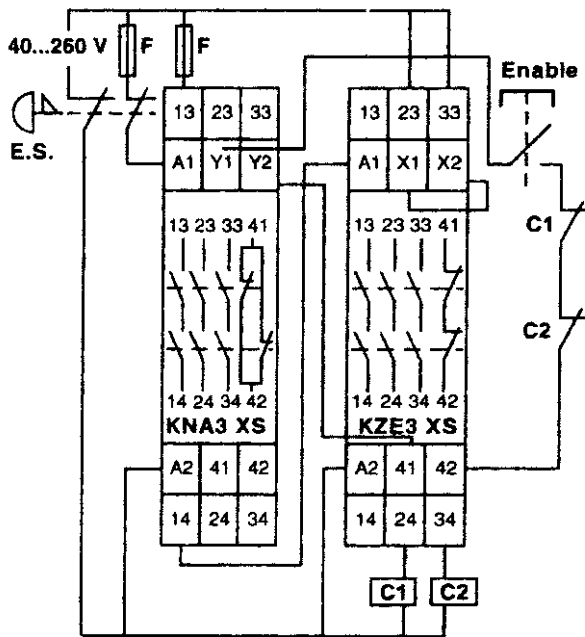 40...260 V F F
Enable
E.S.
13 23 33
A1 Y1 Y2
13 23 33 41
14 24 34 42
KNA3 XS
A2 41 42
14 24 34
13 23 33
A1 X1 X2
13 23 33 41
14 24 34 42
KZE3 XS
A2 41 42
14 24 34
C1
C2
C1 C2